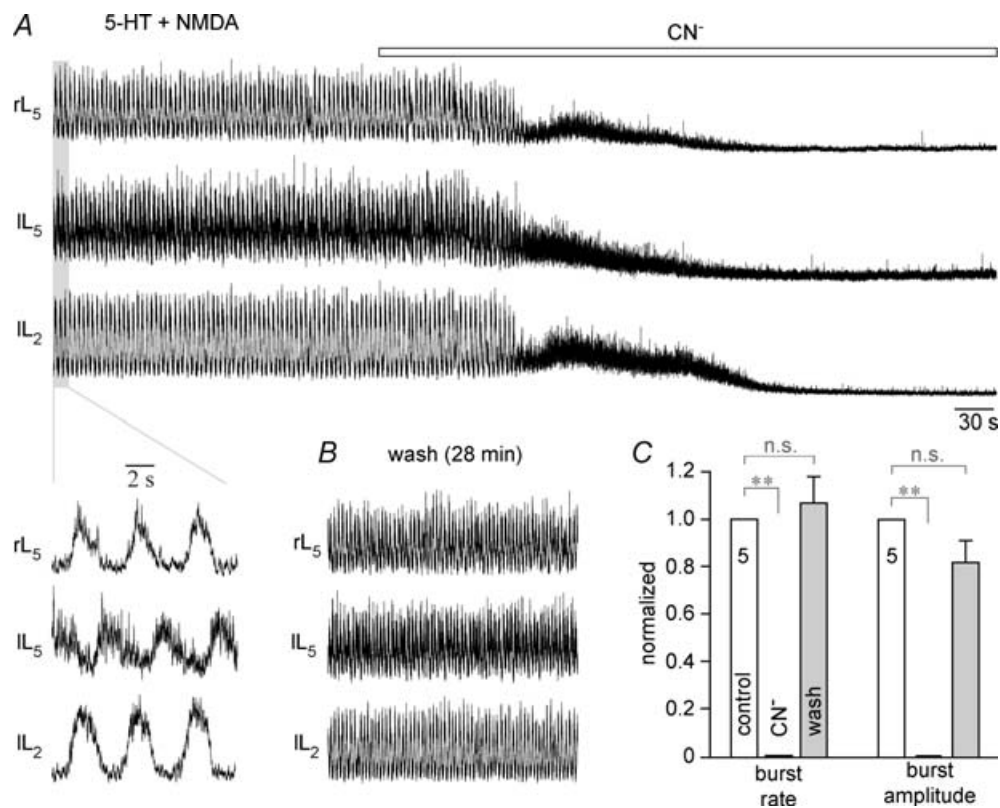 A 5-HT + NMDA
CN⁻
rL₅
lL₅
lL₂
30 s
2 s
rL₅
lL₅
lL₂
B wash (28 min)
rL₅
lL₅
lL₂
C
n.s.
**
n.s.
**
normalized
1.2
1.0
0.8
0.6
0.4
0.2
0
5
control
CN⁻
wash
5
burst
rate
burst
amplitude